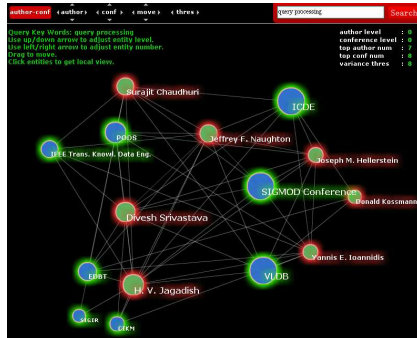 author-conf author conf move thres query processing Search
Query Key Words: query processing
Use up/down arrow to adjust entity level.
Use left/right arrow to adjust entity number.
Drag to move.
Click entities to get local view.
author level : 0
conference level : 0
top author num : 7
top conf num : 8
variance thres : 8
Surajit Chaudhuri
ICDE
PODS
Jeffrey F. Naughton
IEEE Trans. Knowl. Data Eng.
Joseph M. Hellerstein
SIGMOD Conference
Donald Kossmann
Divesh Srivastava
Yannis E. Ioannidis
EDBT
VLDB
H. V. Jagadish
SIGIR
CIKM